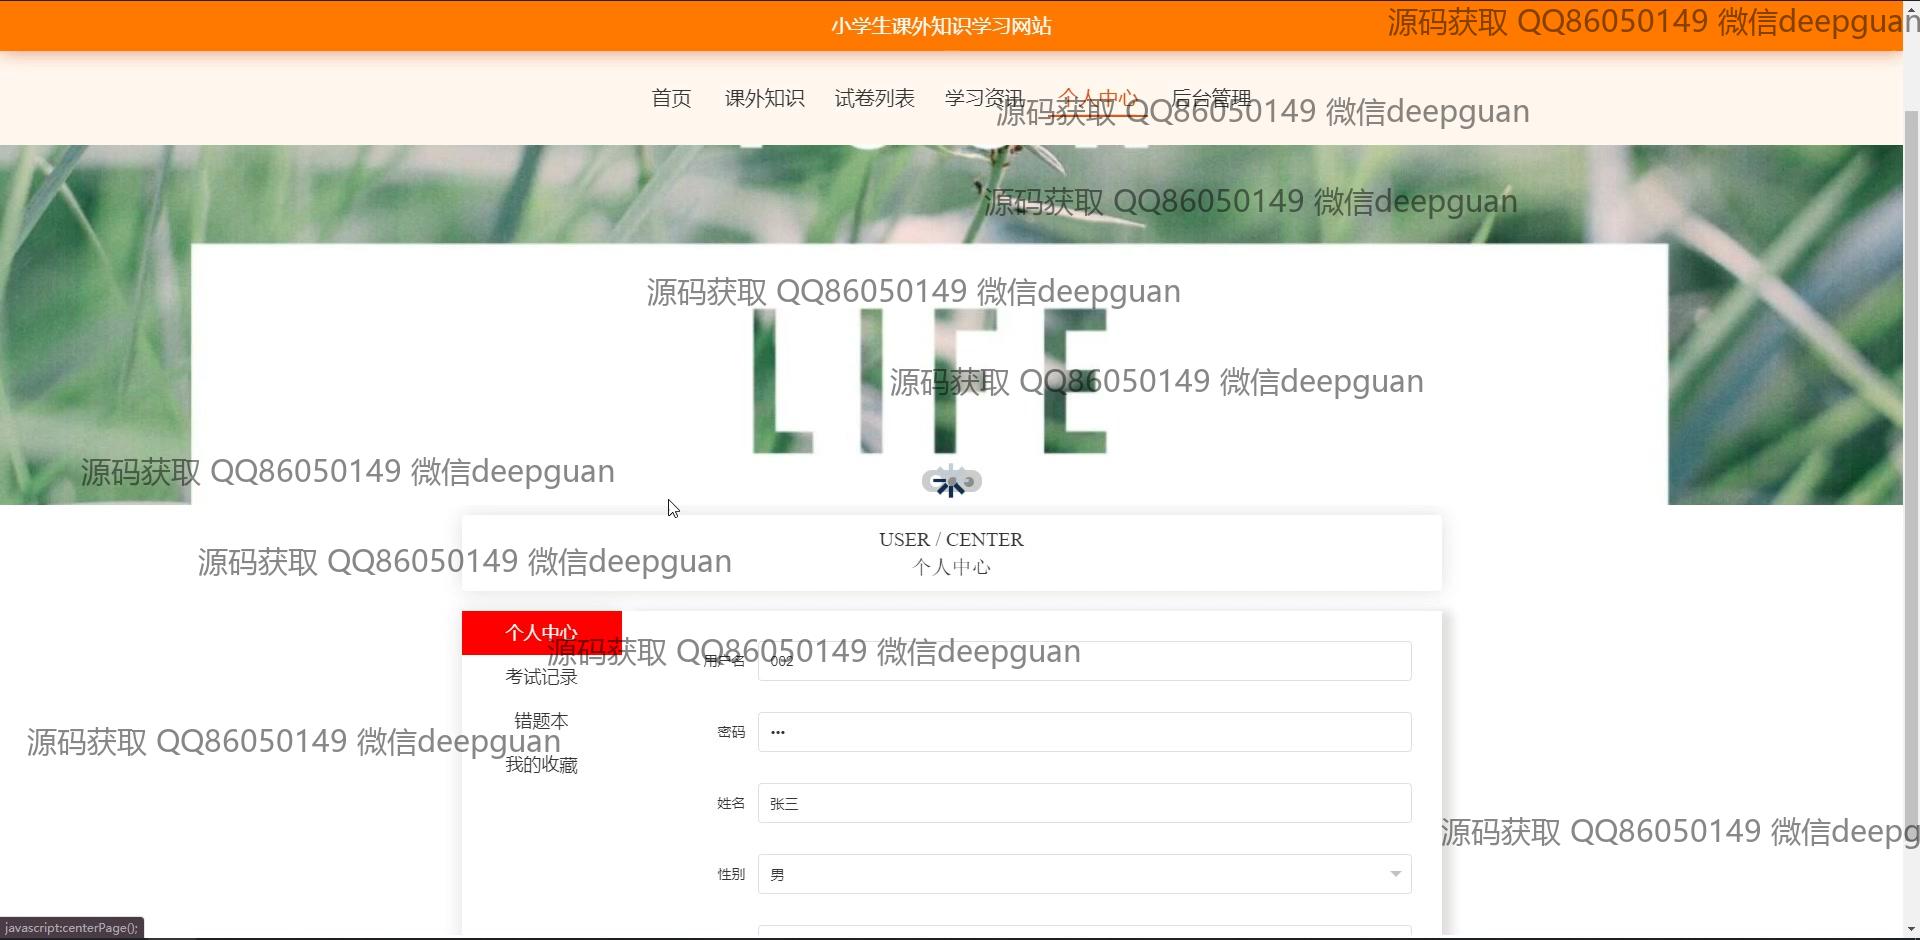 小学生课外知识学习网站
源码获取 QQ86050149 微信deepguan
首页 课外知识 试卷列表 学习资讯 个人中心 后台管理
源码获取 QQ86050149 微信deepguan
源码获取 QQ86050149 微信deepguan
源码获取 QQ86050149 微信deepguan
LIFE
源码获取 QQ86050149 微信deepguan
源码获取 QQ86050149 微信deepguan
USER / CENTER
个人中心
源码获取 QQ86050149 微信deepguan
个人中心
源码获取 QQ86050149 微信deepguan
用户名 002
考试记录
错题本
密码 •••
源码获取 QQ86050149 微信deepguan
我的收藏
姓名 张三
源码获取 QQ86050149 微信deepg
性别 男
javascript:centerPage();